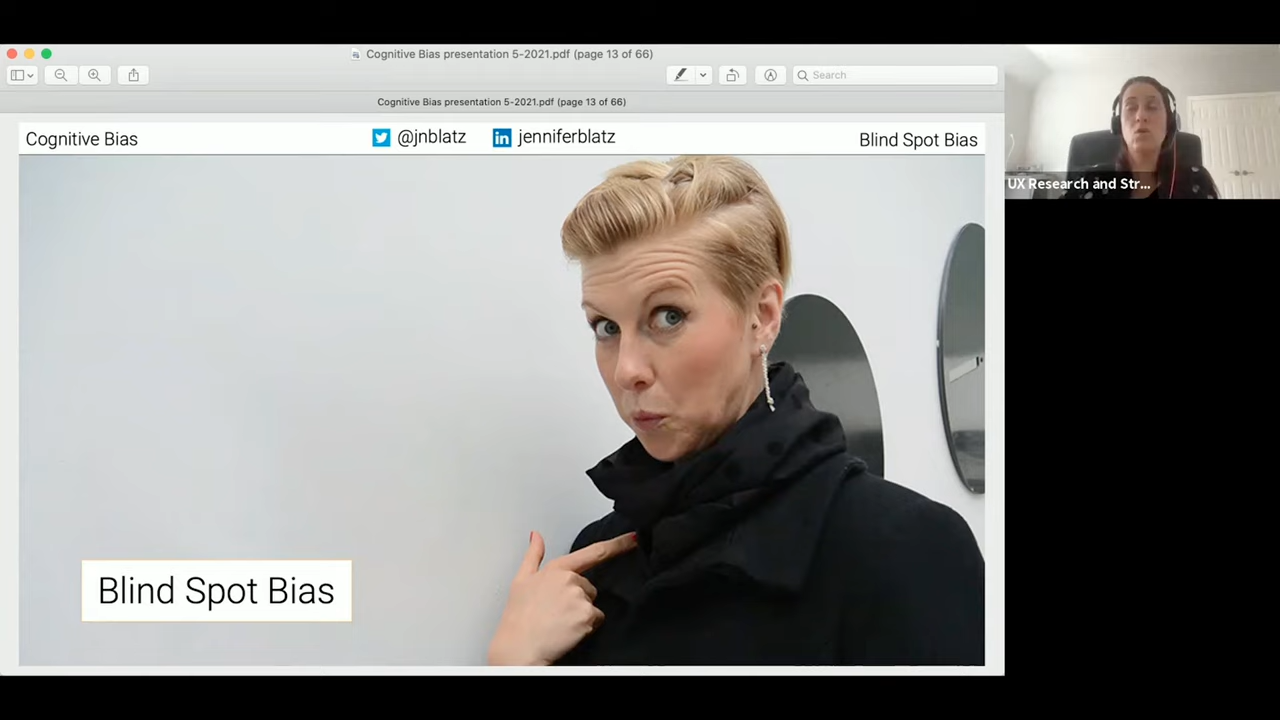 Cognitive Bias presentation 5-2021.pdf (page 13 of 66)
Search
Cognitive Bias presentation 5-2021.pdf (page 13 of 66)
Cognitive Bias
@jnblatz
in jenniferblatz
Blind Spot Bias
UX Research and Str...
Blind Spot Bias